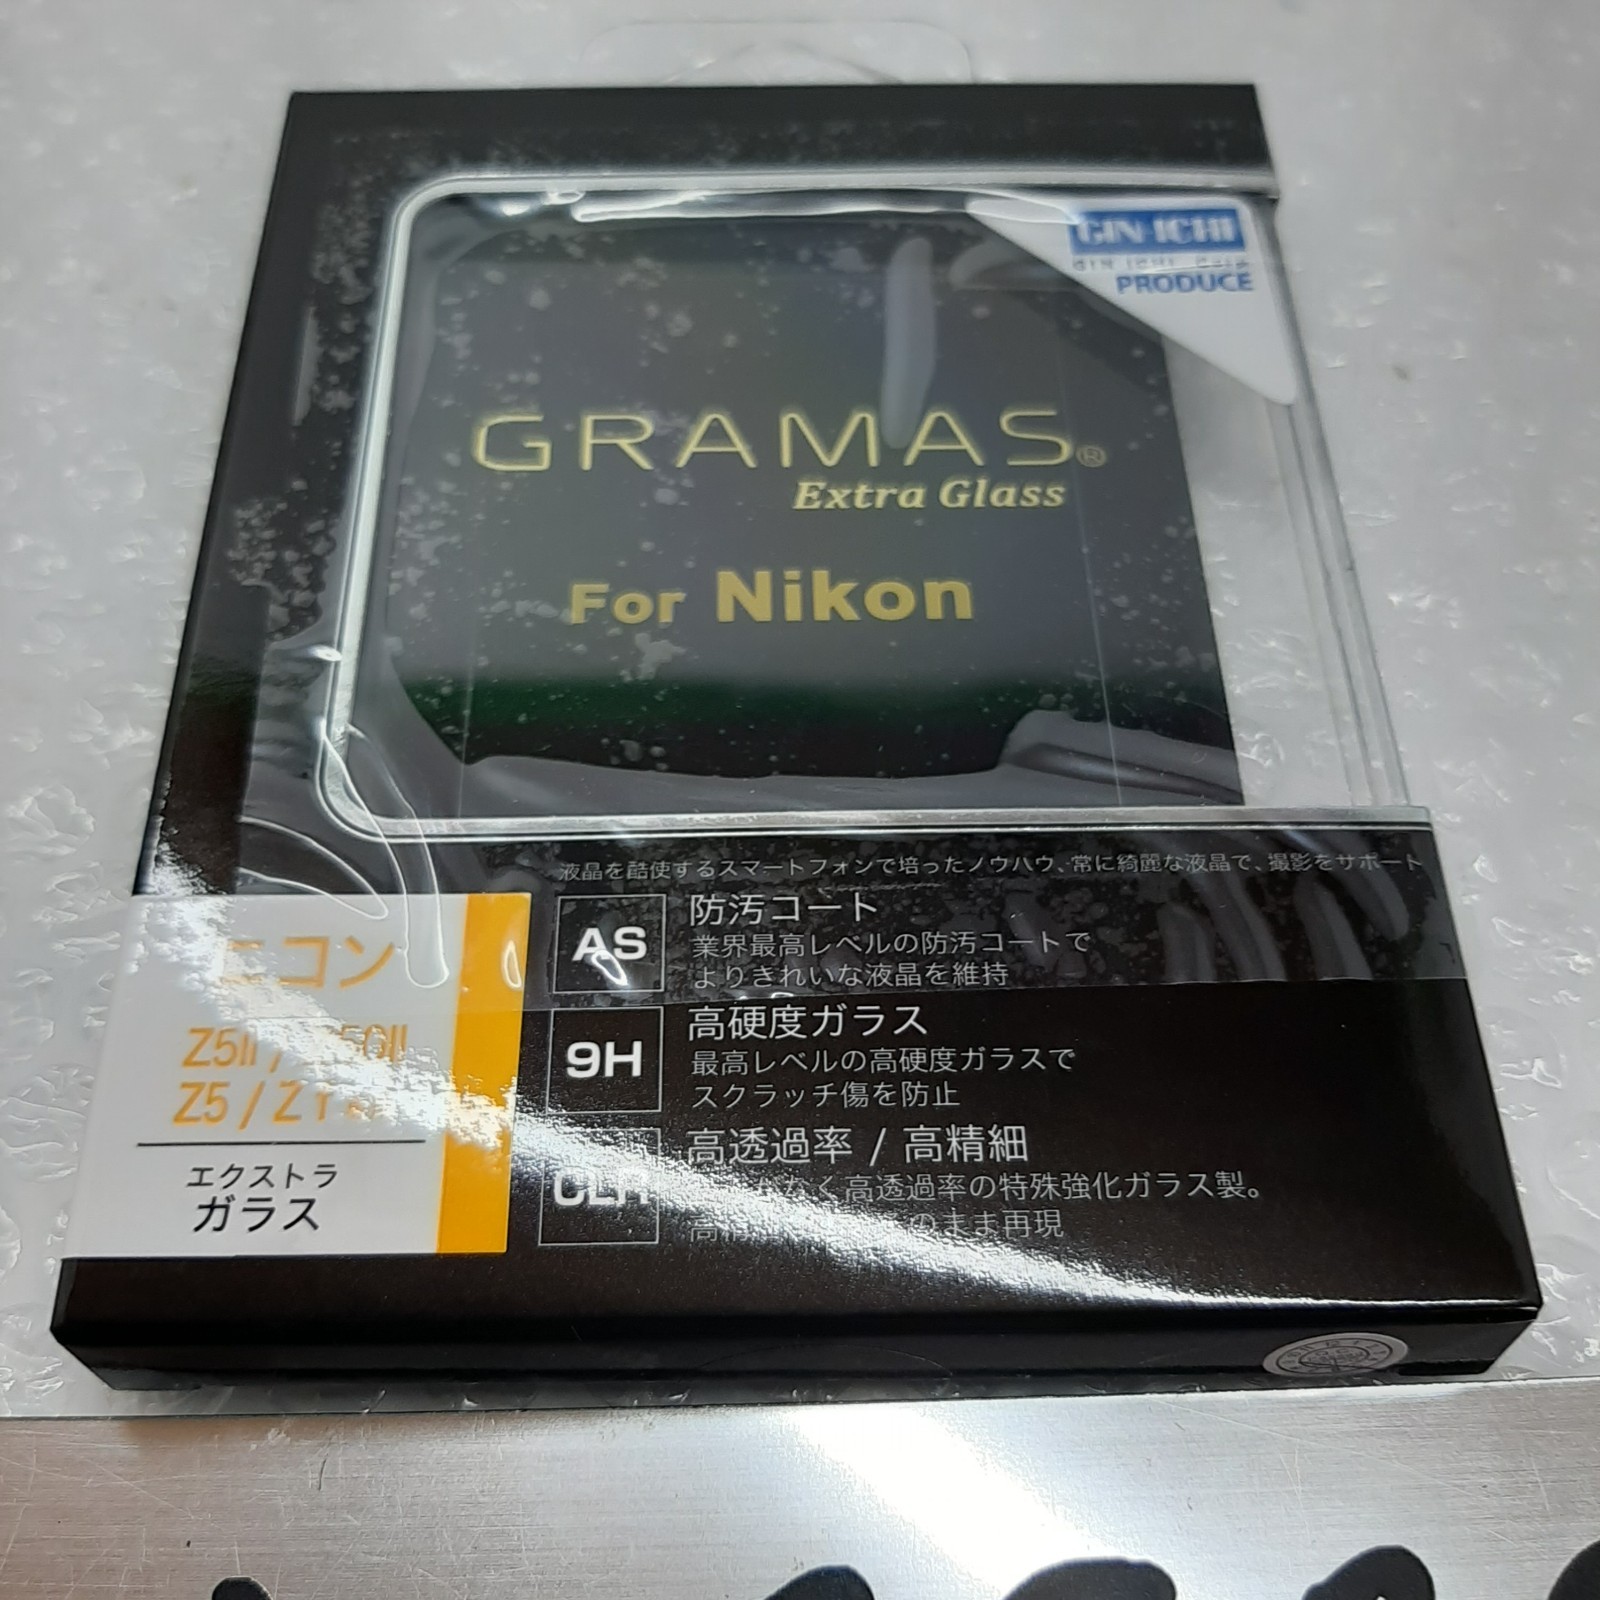 GIN-ICHI
PRODUCE
GRAMAS®
Extra Glass
For Nikon
液晶を酷使するスマートフォンで培ったノウハウ、常に綺麗な液晶で、撮影をサポート
ニコン
Z5II /
Z5 /
エクストラ
ガラス
AS
防汚コート
業界最高レベルの防汚コートで
よりきれいな液晶を維持
9H
高硬度ガラス
最高レベルの高硬度ガラスで
スクラッチ傷を防止
高透過率 / 高精細
なく高透過率の特殊強化ガラス製。
のまま再現